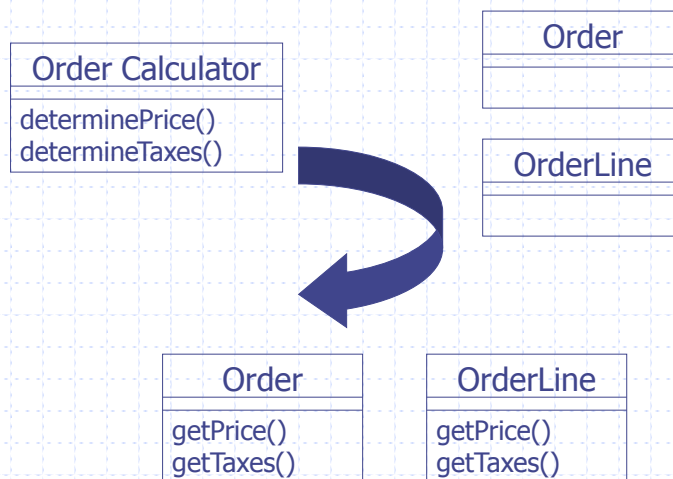 Order Calculator
determinePrice()
determineTaxes()
Order
OrderLine
Order
getPrice()
getTaxes()
OrderLine
getPrice()
getTaxes()